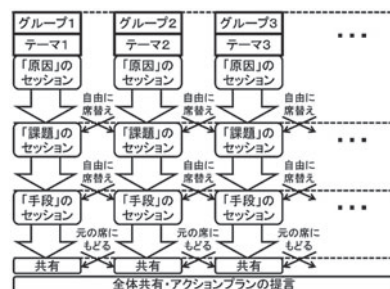 グループ1 グループ2 グループ3
テーマ1 テーマ2 テーマ3 ・・・
「原因」の
セッション
「原因」の
セッション
「原因」の
セッション
自由に
席替え
自由に
席替え
自由に
席替え
「課題」の
セッション
「課題」の
セッション
「課題」の
セッション
・・・
自由に
席替え
自由に
席替え
自由に
席替え
「手段」の
セッション
「手段」の
セッション
「手段」の
セッション
・・・
元の席に
もどる
元の席に
もどる
元の席に
もどる
共有 共有 共有
全体共有・アクションプランの提言